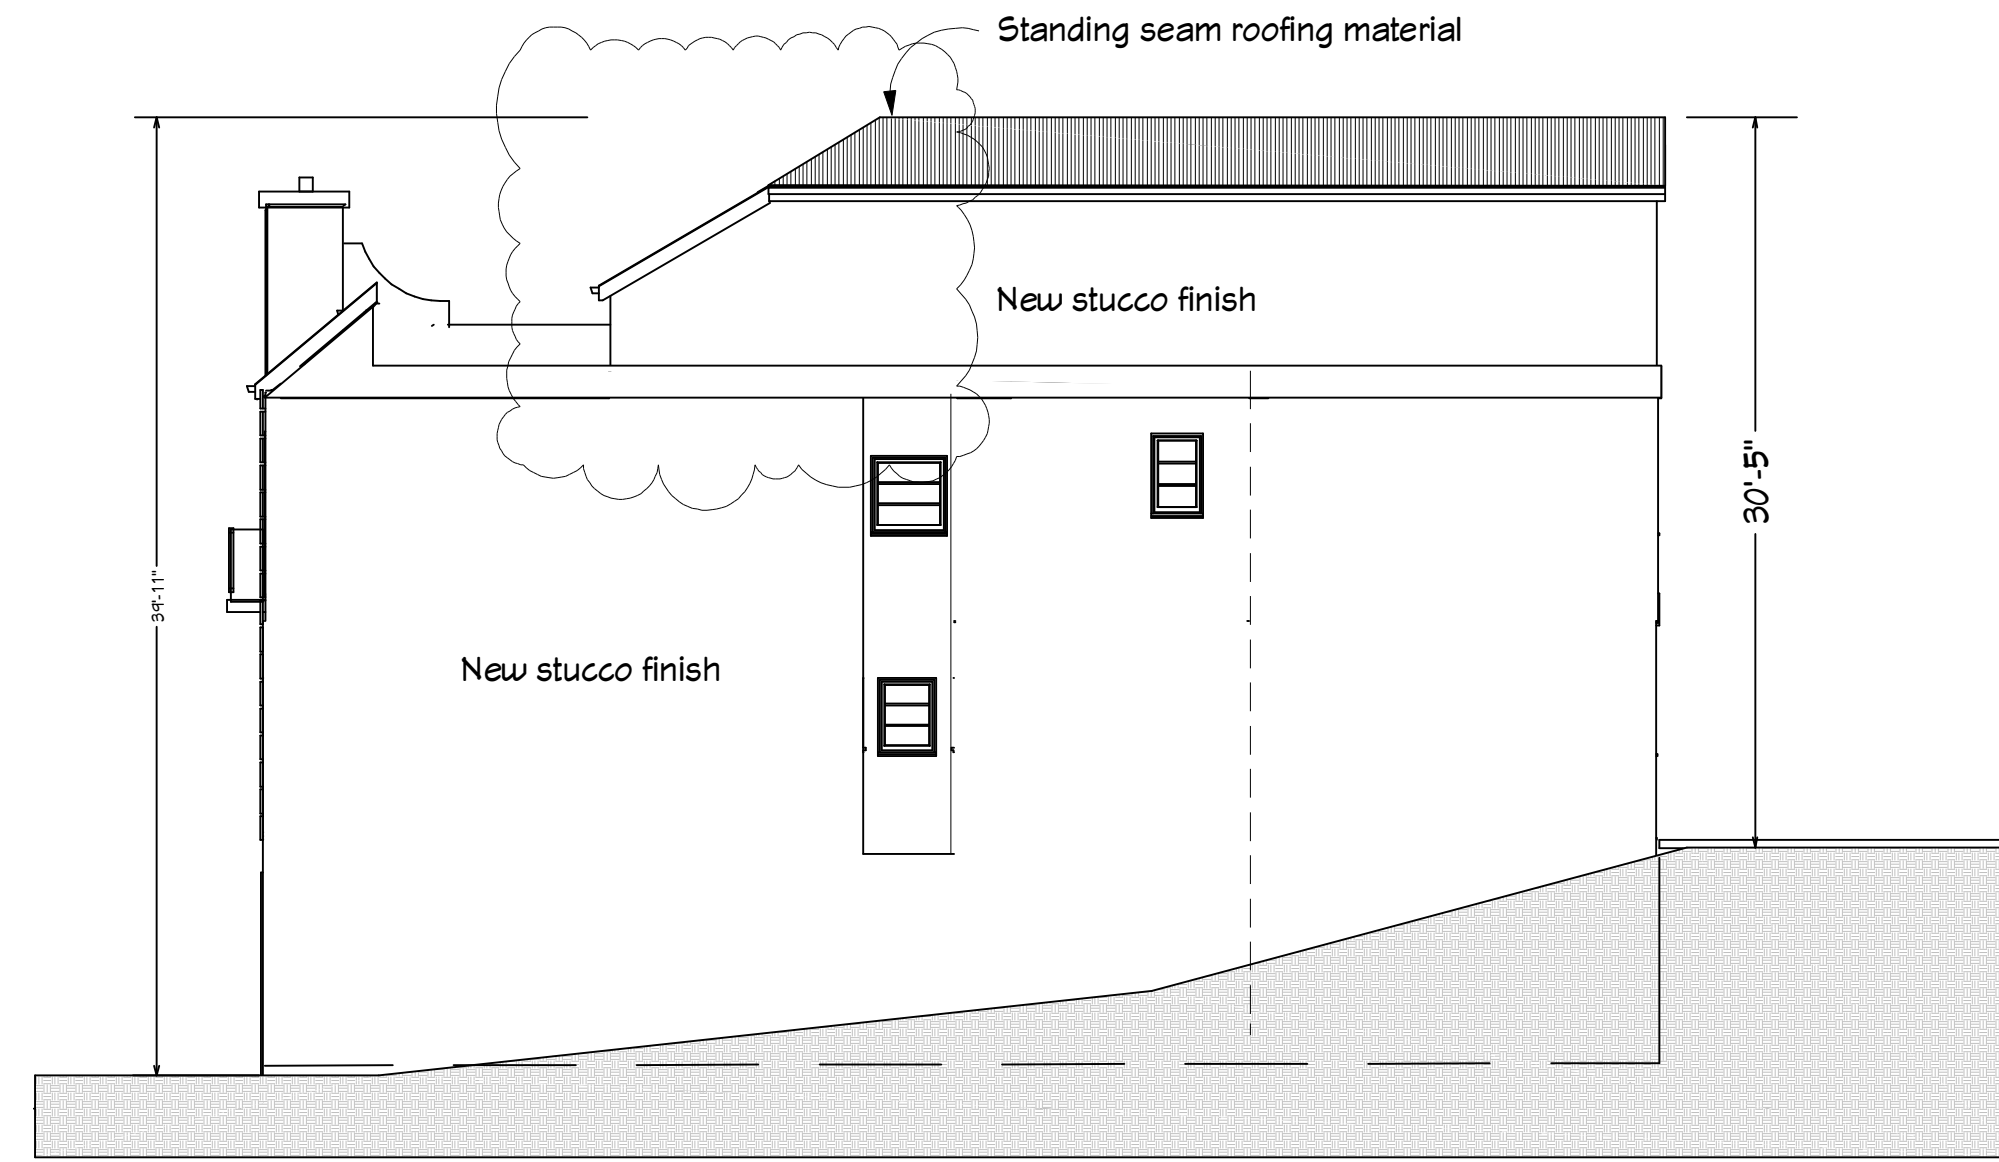 Standing seam roofing material
New stucco finish
30'-5"
39'-11"
New stucco finish